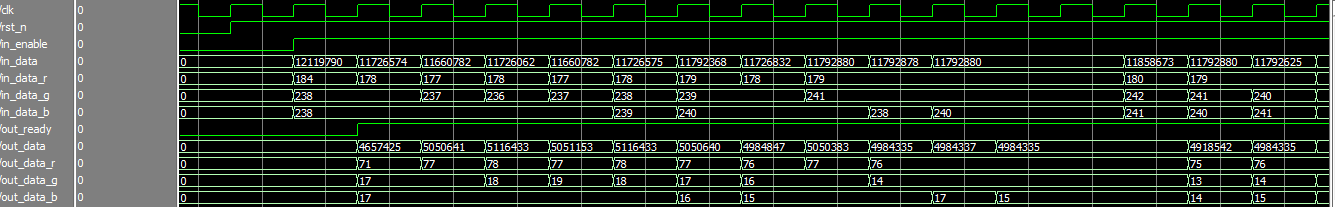 /clk 0
/rst_n 0
/in_enable 0
/in_data 0 0 12119790 11726574 11660782 11726062 11660782 11726575 11792368 11726832 11792880 11792878 11792880 11858673 11792880 11792625
/in_data_r 0 0 184 178 177 178 177 178 179 178 179 180 179
/in_data_g 0 0 238 237 236 237 238 239 241 242 241 240
/in_data_b 0 0 238 239 240 238 240 241 240 241
/out_ready 0
/out_data 0 0 4657425 5050641 5116433 5051153 5116433 5050640 4984847 5050383 4984335 4984337 4984335 4918542 4984335
/out_data_r 0 0 71 77 78 77 78 77 76 77 76 75 76
/out_data_g 0 0 17 18 19 18 17 16 14 13 14
/out_data_b 0 0 17 16 15 17 15 14 15